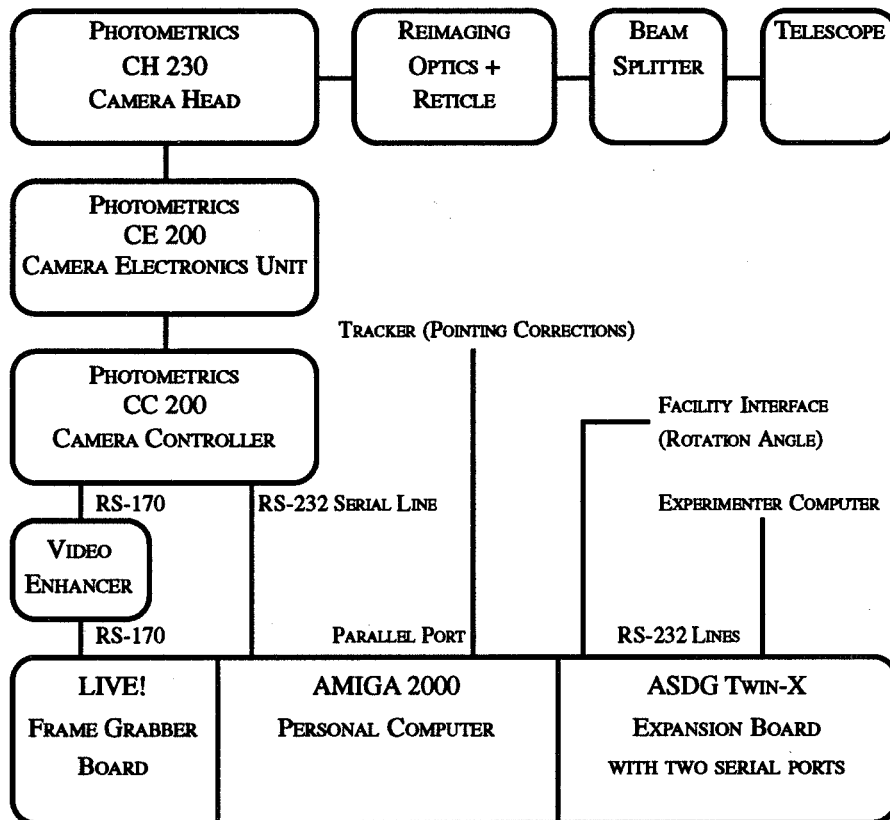 PHOTOMETRICS
CH 230
CAMERA HEAD
REIMAGING
OPTICS +
RETICLE
BEAM
SPLITTER
TELESCOPE
PHOTOMETRICS
CE 200
CAMERA ELECTRONICS UNIT
TRACKER (POINTING CORRECTIONS)
PHOTOMETRICS
CC 200
CAMERA CONTROLLER
FACILITY INTERFACE
(ROTATION ANGLE)
RS-170
RS-232 SERIAL LINE
EXPERIMENTER COMPUTER
VIDEO
ENHANCER
RS-170
PARALLEL PORT
RS-232 LINES
LIVE!
FRAME GRABBER
BOARD
AMIGA 2000
PERSONAL COMPUTER
ASDG TWIN-X
EXPANSION BOARD
WITH TWO SERIAL PORTS